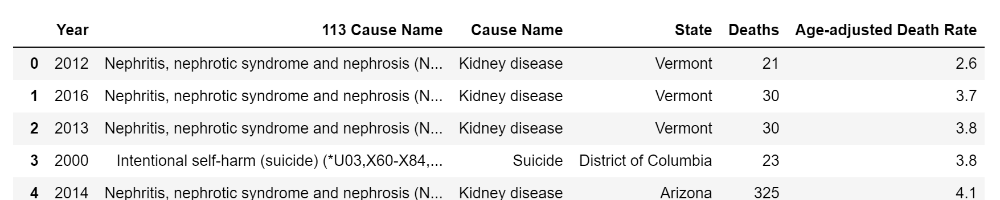 Year 113 Cause Name Cause Name State Deaths Age-adjusted Death Rate
0 2012 Nephritis, nephrotic syndrome and nephrosis (N... Kidney disease Vermont 21 2.6
1 2016 Nephritis, nephrotic syndrome and nephrosis (N... Kidney disease Vermont 30 3.7
2 2013 Nephritis, nephrotic syndrome and nephrosis (N... Kidney disease Vermont 30 3.8
3 2000 Intentional self-harm (suicide) (*U03,X60-X84,... Suicide District of Columbia 23 3.8
4 2014 Nephritis, nephrotic syndrome and nephrosis (N... Kidney disease Arizona 325 4.1